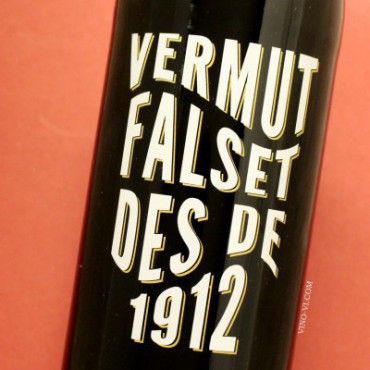 VERMUT
FALSET
DES DE
1912
VINO-VI.COM